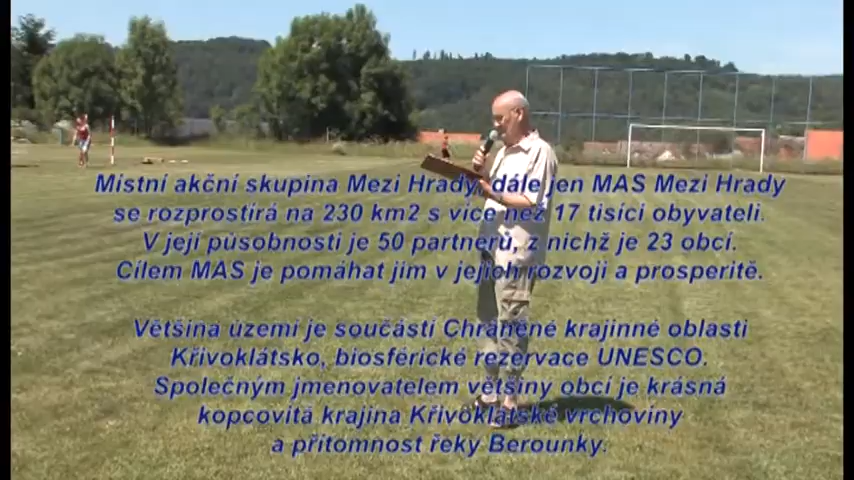 Místní akční skupina Mezi Hrady, dále jen MAS Mezi Hrady
se rozprostírá na 230 km2 s více než 17 tisíci obyvateli.
V její působnosti je 50 partnerů, z nichž je 23 obcí.
Cílem MAS je pomáhat jim v jejich rozvoji a prosperitě.
Většina území je součástí Chráněné krajinné oblasti
Křivoklátsko, biosférické rezervace UNESCO.
Společným jmenovatelem většiny obcí je krásná
kopcovitá krajina Křivoklátské vrchoviny
a přítomnost řeky Berounky.